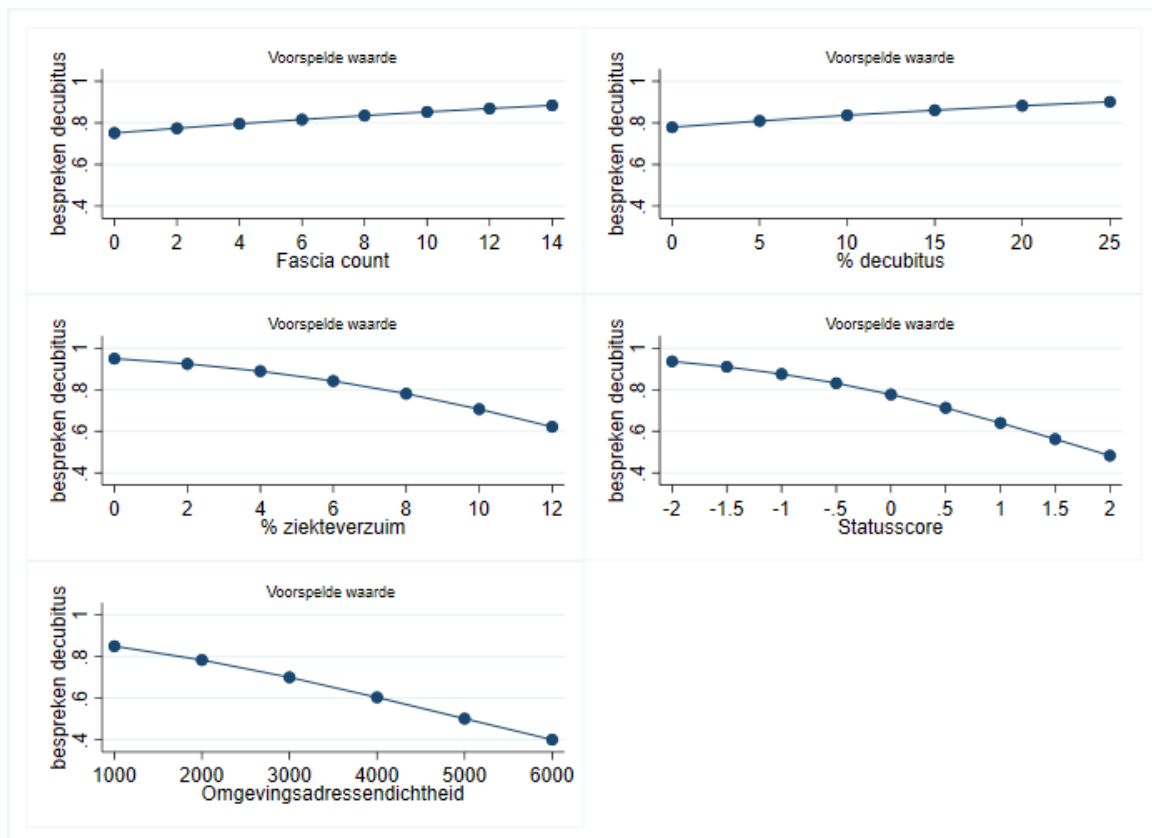 Voorspelde waarde
bespreken decubitus
1
.8
.6
.4
0 2 4 6 8 10 12 14
Fascia count
Voorspelde waarde
bespreken decubitus
1
.8
.6
.4
0 5 10 15 20 25
% decubitus
Voorspelde waarde
bespreken decubitus
1
.8
.6
.4
0 2 4 6 8 10 12
% ziekteverzuim
Voorspelde waarde
bespreken decubitus
1
.8
.6
.4
-2 -1.5 -1 -.5 0 .5 1 1.5 2
Statusscore
Voorspelde waarde
bespreken decubitus
1
.8
.6
.4
1000 2000 3000 4000 5000 6000
Omgevingsadressendichtheid